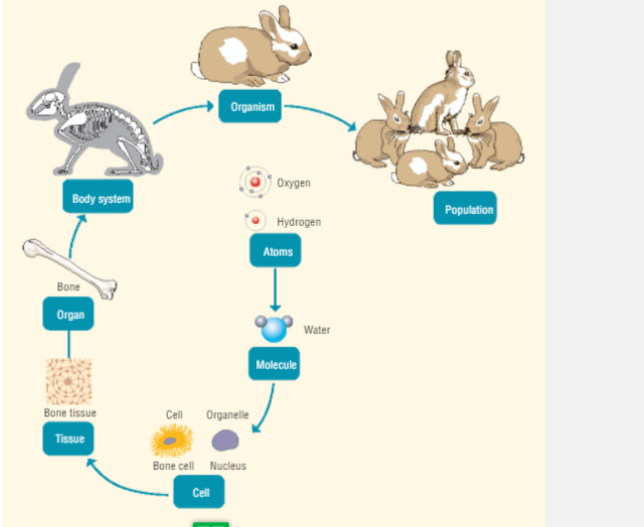 Organism
Body system
Oxygen
Hydrogen
Atoms
Population
Bone
Organ
Water
Molecule
Bone tissue
Tissue
Cell
Organelle
Bone cell
Nucleus
Cell